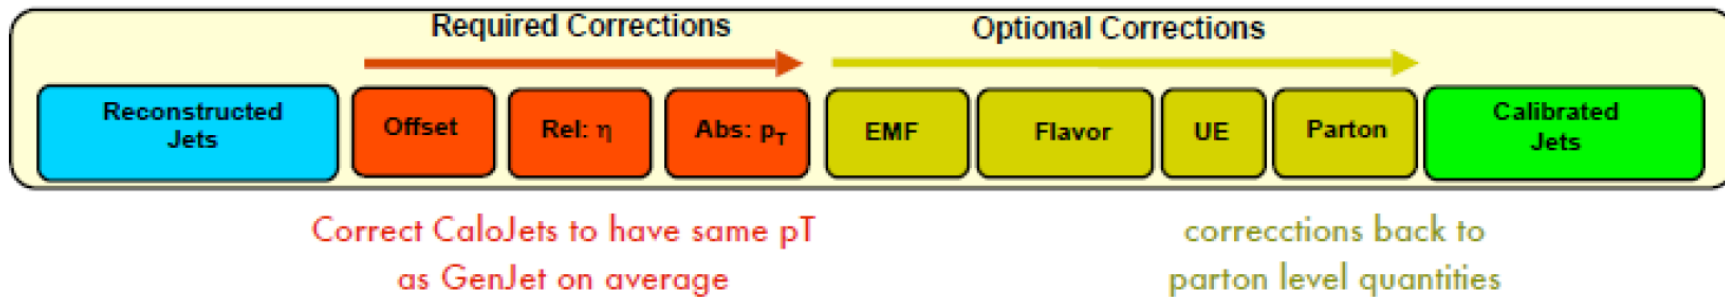 Required Corrections
Optional Corrections
Reconstructed
Jets
Offset
Rel: η
Abs: pT
EMF
Flavor
UE
Parton
Calibrated
Jets
Correct CaloJets to have same pT
as GenJet on average
correcctions back to
parton level quantities